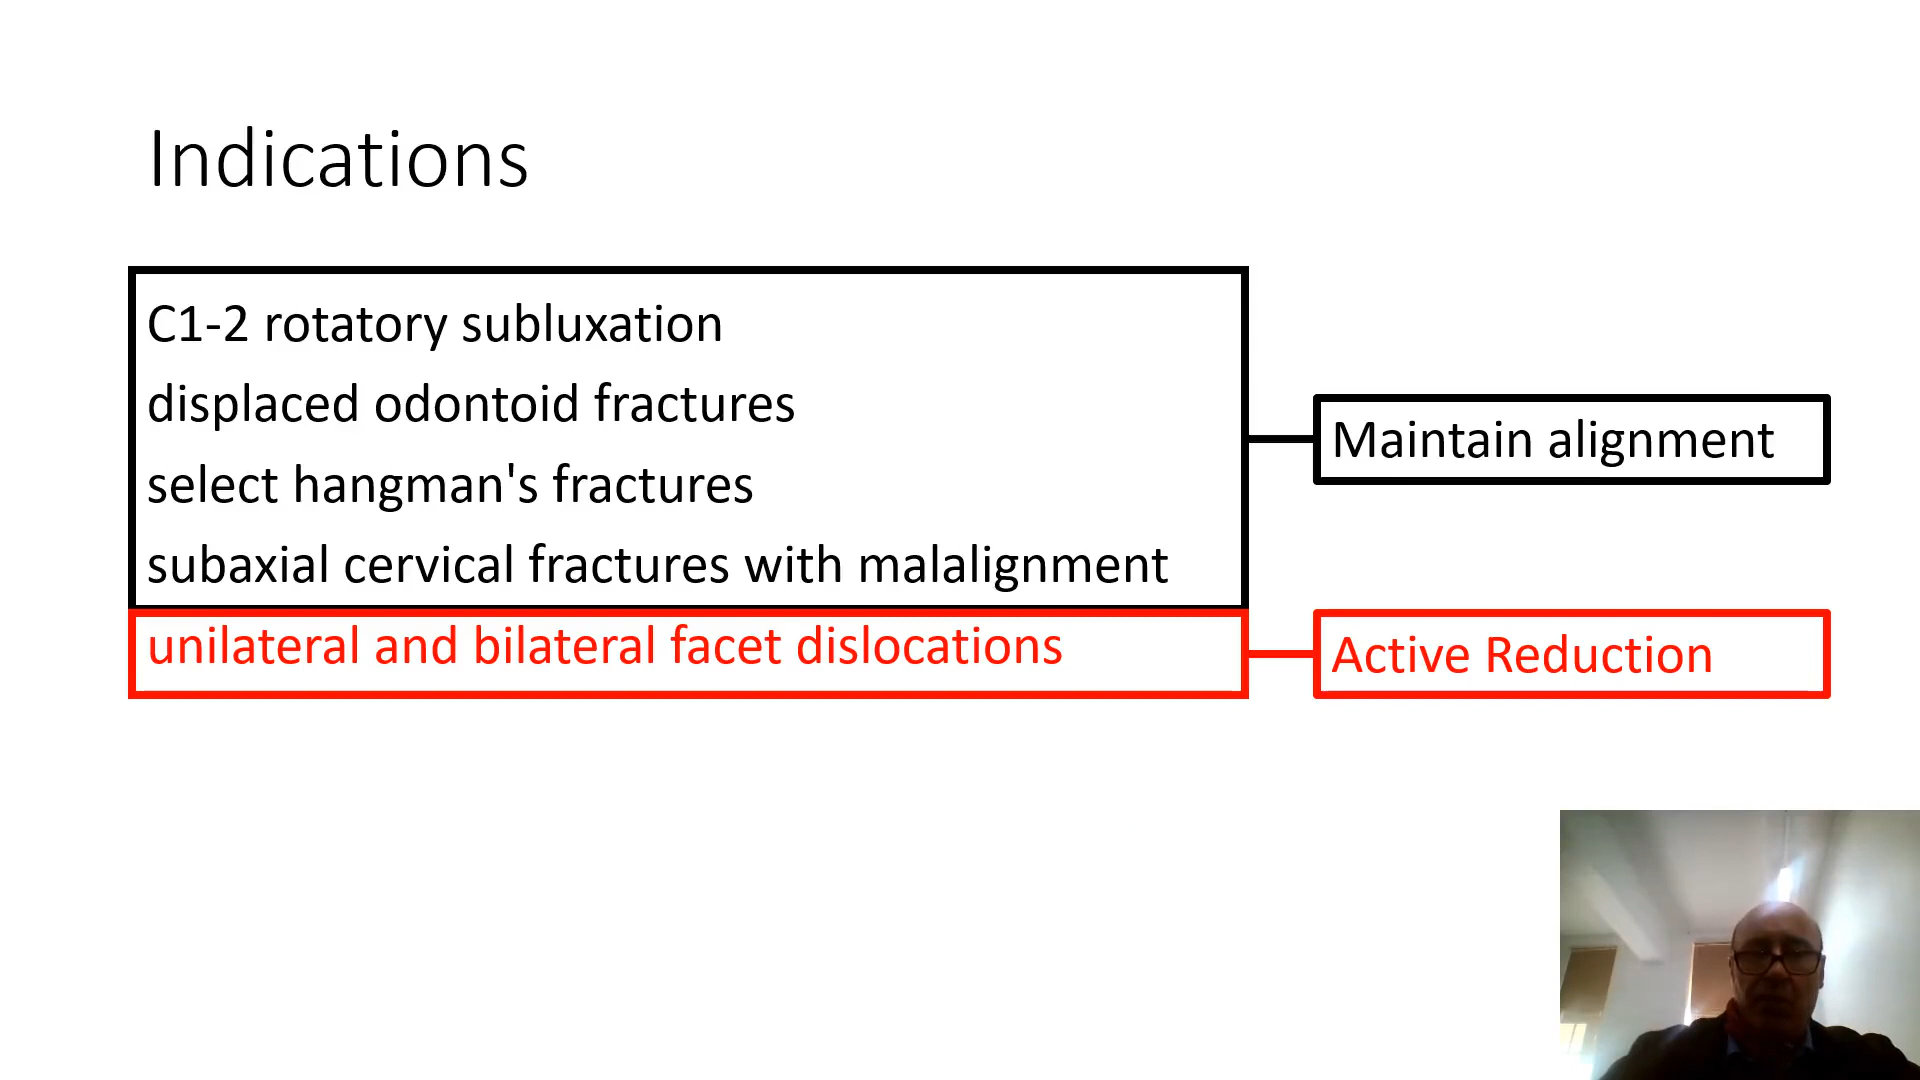 Indications
C1-2 rotatory subluxation
displaced odontoid fractures
select hangman's fractures
subaxial cervical fractures with malalignment
Maintain alignment
unilateral and bilateral facet dislocations
Active Reduction